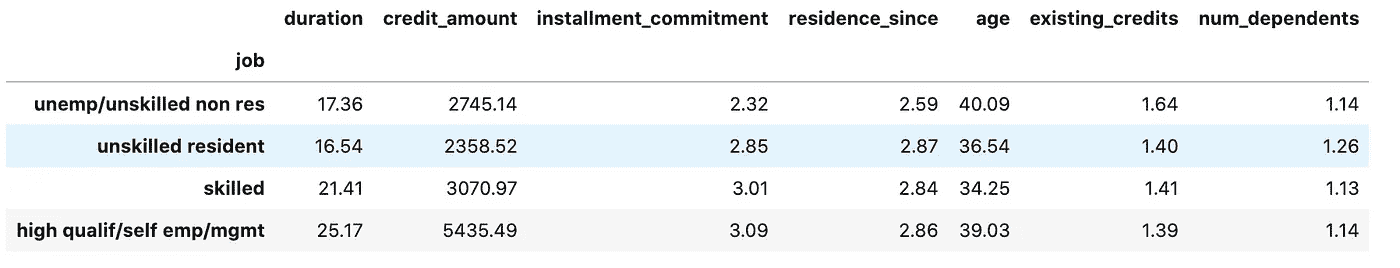 duration credit_amount installment_commitment residence_since age existing_credits num_dependents
job
unemp/unskilled non res 17.36 2745.14 2.32 2.59 40.09 1.64 1.14
unskilled resident 16.54 2358.52 2.85 2.87 36.54 1.40 1.26
skilled 21.41 3070.97 3.01 2.84 34.25 1.41 1.13
high qualif/self emp/mgmt 25.17 5435.49 3.09 2.86 39.03 1.39 1.14